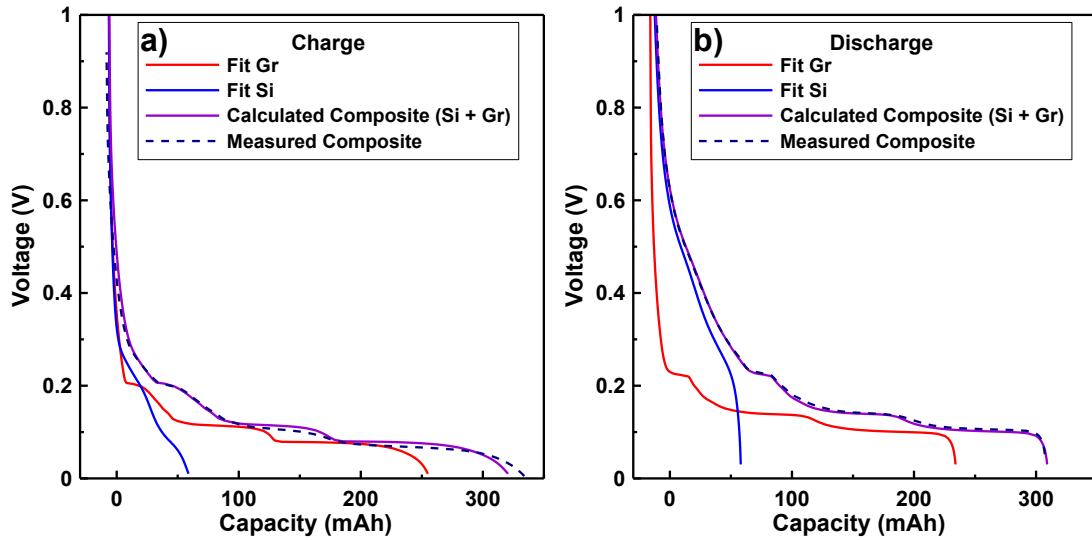 a)
Charge
Fit Gr
Fit Si
Calculated Composite (Si + Gr)
Measured Composite
Voltage (V)
1
0.8
0.6
0.4
0.2
0
0 100 200 300
Capacity (mAh)
b)
Discharge
Fit Gr
Fit Si
Calculated Composite (Si + Gr)
Measured Composite
Voltage (V)
1
0.8
0.6
0.4
0.2
0
0 100 200 300
Capacity (mAh)